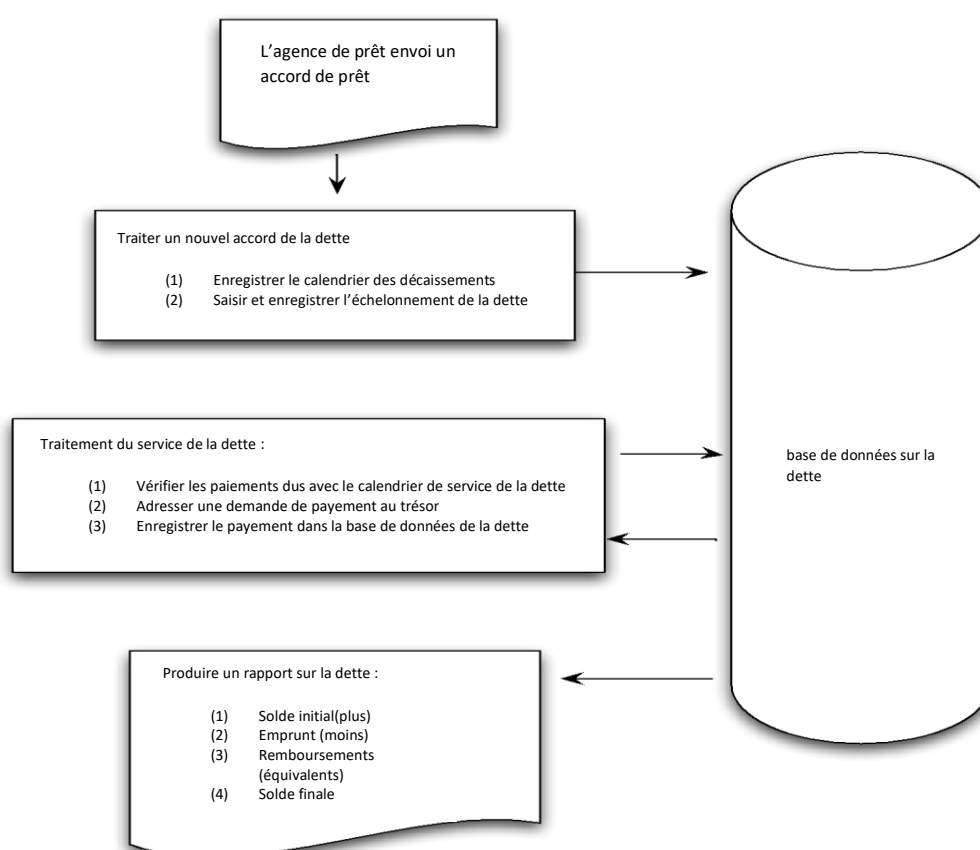 L’agence de prêt envoi un
accord de prêt
Traiter un nouvel accord de la dette
(1) Enregistrer le calendrier des décaissements
(2) Saisir et enregistrer l’échelonnement de la dette
Traitement du service de la dette :
(1) Vérifier les paiements dus avec le calendrier de service de la dette
(2) Adresser une demande de payement au trésor
(3) Enregistrer le payement dans la base de données de la dette
base de données sur la
dette
Produire un rapport sur la dette :
(1) Solde initial(plus)
(2) Emprunt (moins)
(3) Remboursements
(équivalents)
(4) Solde finale